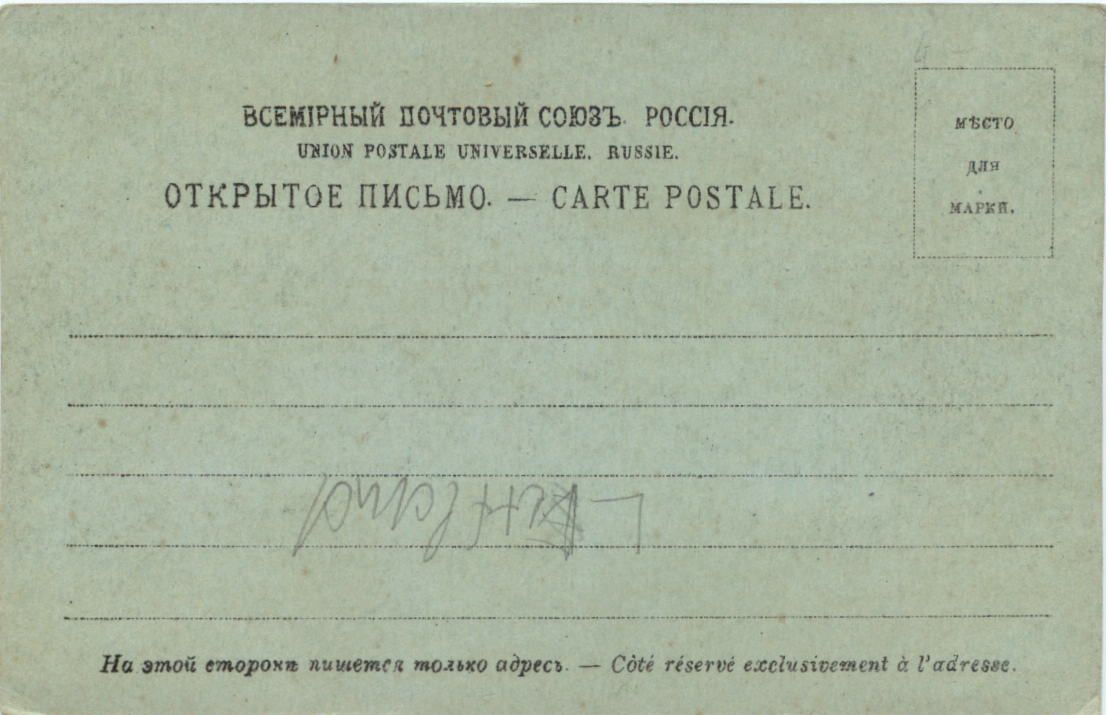 ВСЕМІРНЫЙ ПОЧТОВЫЙ СОЮЗЪ. РОССІЯ.
UNION POSTALE UNIVERSELLE. RUSSIE.
ОТКРЫТОЕ ПИСЬМО. — CARTE POSTALE.
МѢСТО
ДЛЯ
МАРКИ.
На этой сторонѣ пишется только адресъ. — Côté réservé exclusivement à l'adresse.